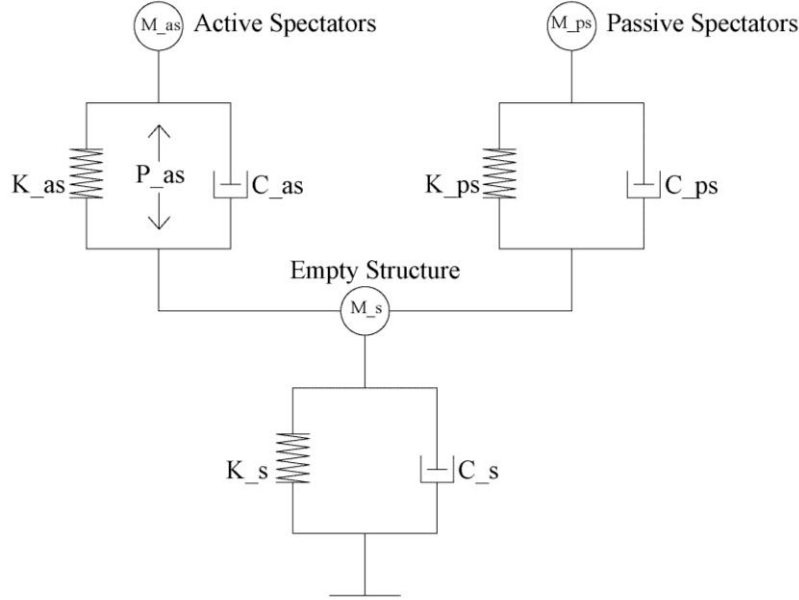 M_as Active Spectators
M_ps Passive Spectators
K_as P_as C_as
K_ps C_ps
Empty Structure
M_s
K_s C_s